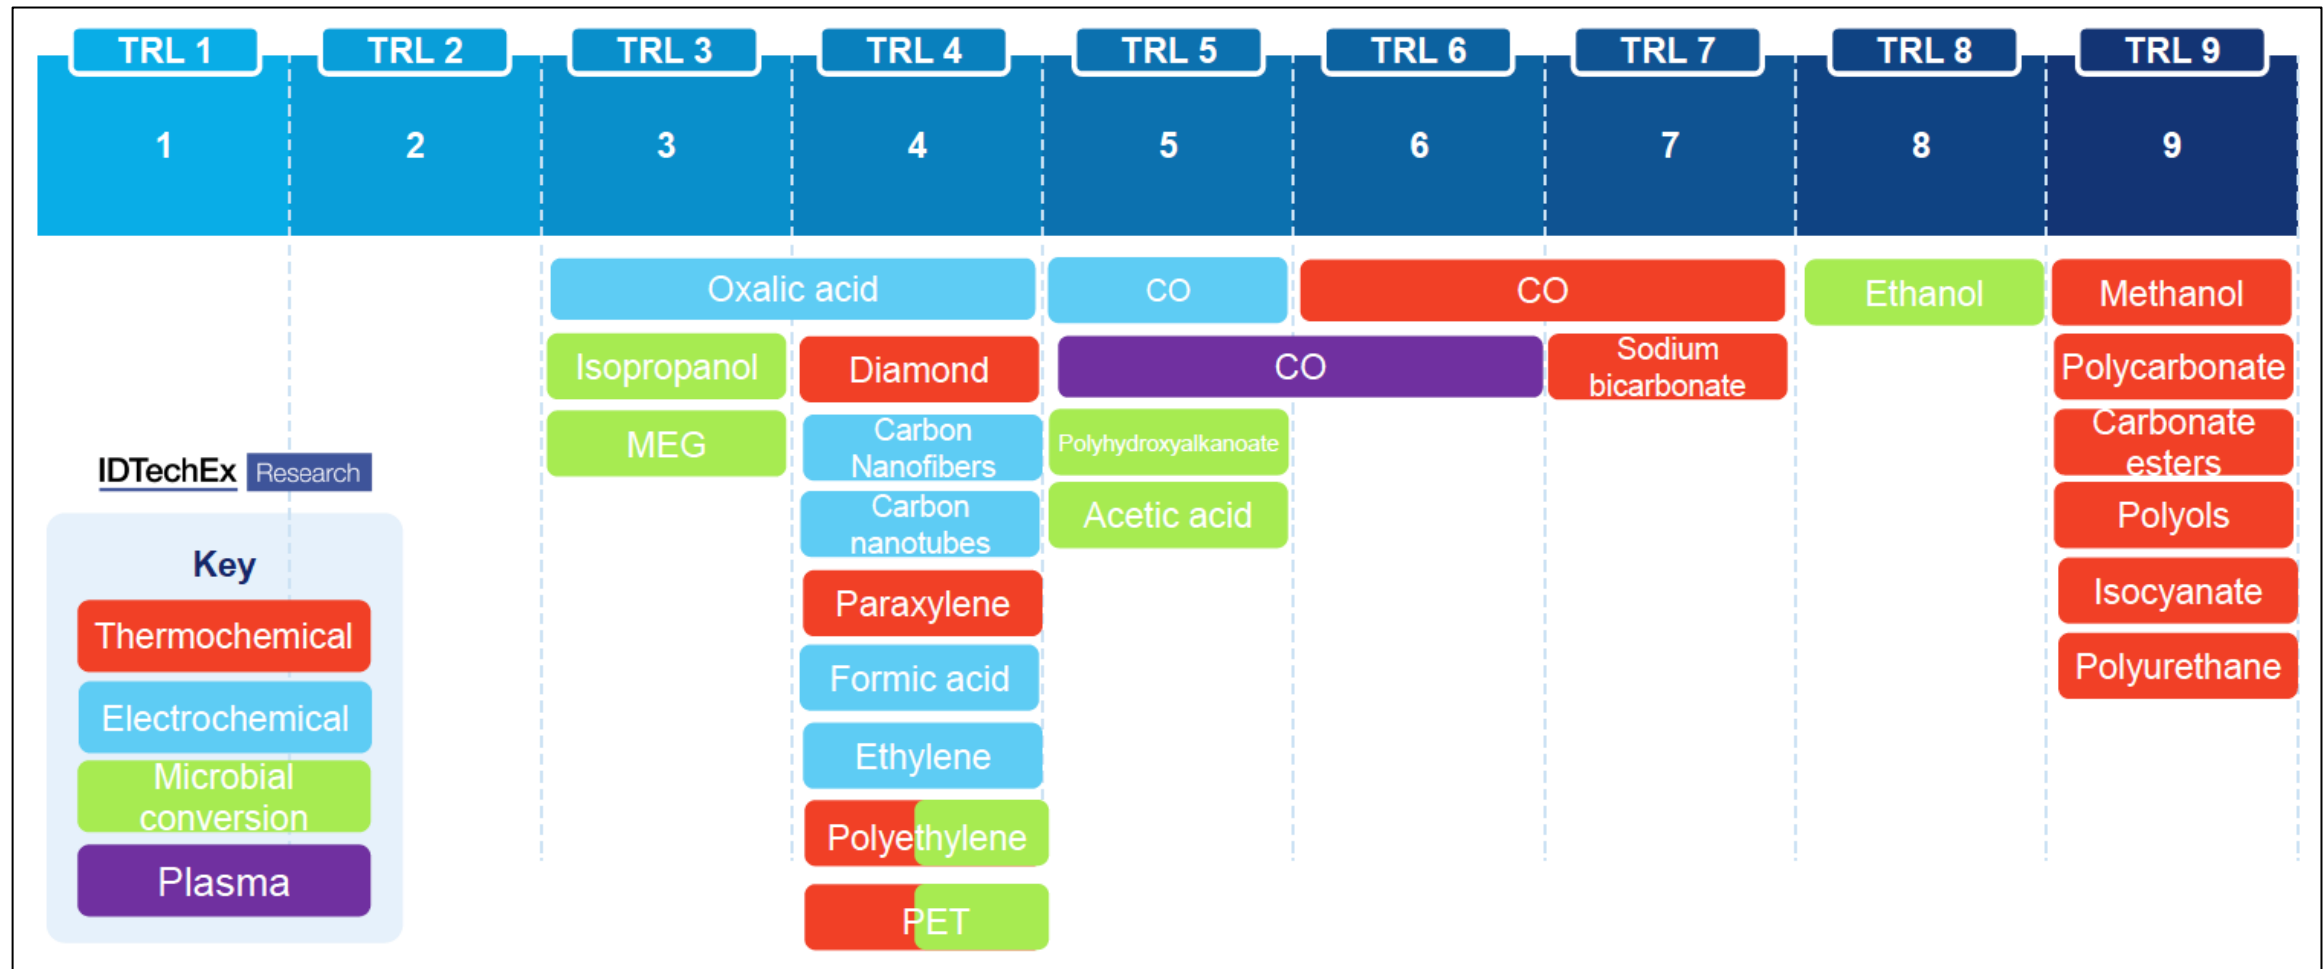 TRL 1
TRL 2
TRL 3
TRL 4
TRL 5
TRL 6
TRL 7
TRL 8
TRL 9
1
2
3
4
5
6
7
8
9
Oxalic acid
CO
CO
Ethanol
Methanol
Isopropanol
Diamond
CO
Sodium
bicarbonate
Polycarbonate
MEG
Carbon
Nanofibers
Polyhydroxyalkanoate
Carbonate
esters
Carbon
nanotubes
Acetic acid
Polyols
Paraxylene
Isocyanate
Formic acid
Polyurethane
Ethylene
Polyethylene
PET
IDTechEx Research
Key
Thermochemical
Electrochemical
Microbial
conversion
Plasma